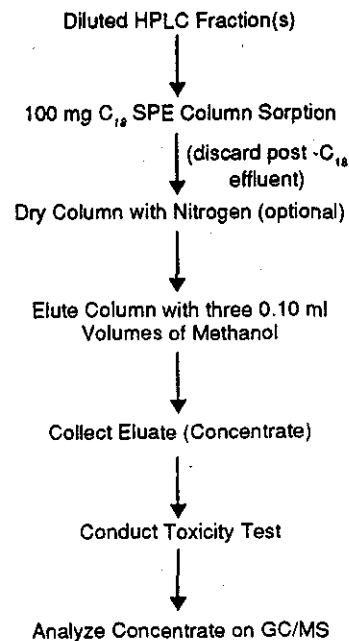 Diluted HPLC Fraction(s)
100 mg C18 SPE Column Sorption
(discard post -C18
effluent)
Dry Column with Nitrogen (optional)
Elute Column with three 0.10 ml
Volumes of Methanol
Collect Eluate (Concentrate)
Conduct Toxicity Test
Analyze Concentrate on GC/MS